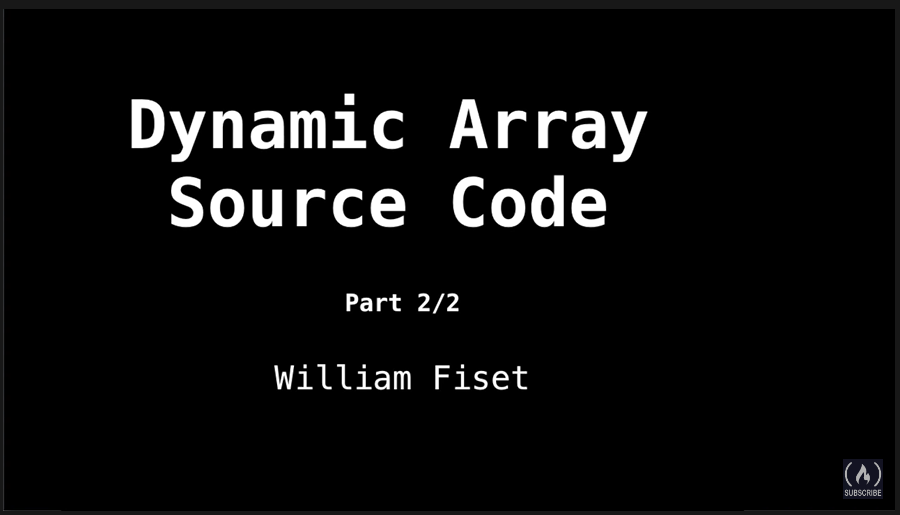 Dynamic Array
Source Code
Part 2/2
William Fiset
SUBSCRIBE